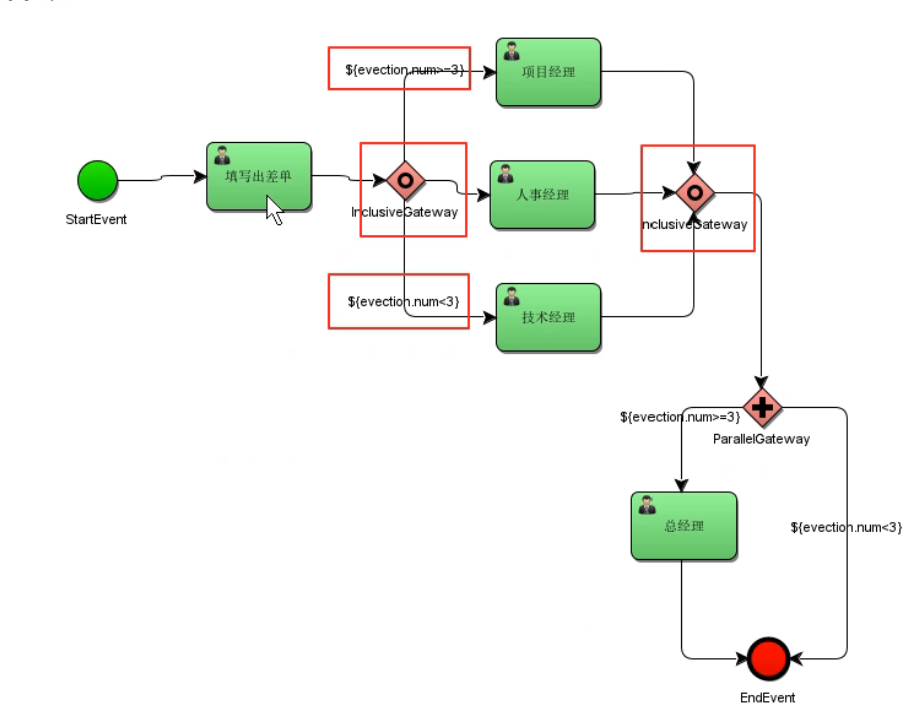 ${evection.num>=3}
项目经理
填写出差单
人事经理
StartEvent
InclusiveGateway
nclusiveGateway
${evection.num<3}
技术经理
${evection.num>=3}
ParallelGateway
总经理
${evection.num<3}
EndEvent